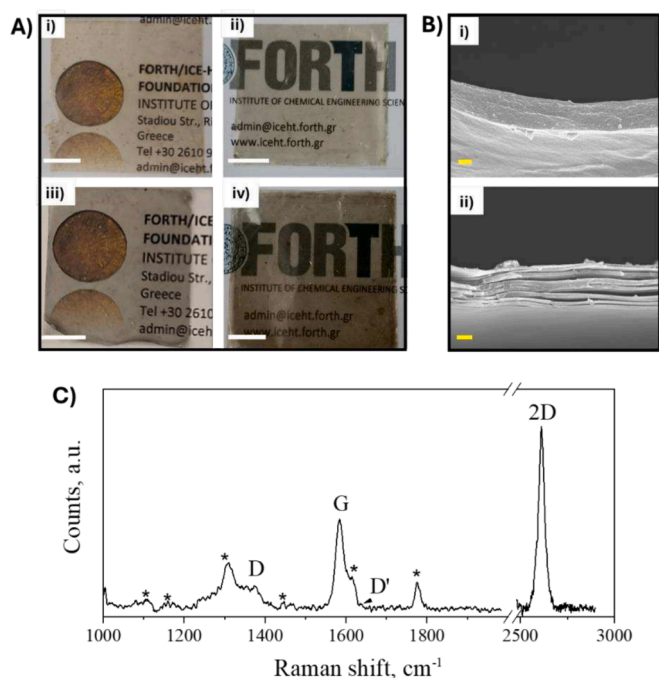 A)
i)
admin@iceht.forth.gr
FORTH/ICE-H
FOUNDATION
INSTITUTE O
Stadiou Str., Ri
Greece
Tel +30 2610 9
admin@iceht.f
ii)
FORTH
INSTITUTE OF CHEMICAL ENGINEERING SCIEN
admin@iceht.forth.gr
www.iceht.forth.gr
iii)
FORTH/ICE
FOUNDATI
INSTITUTE
Stadiou Str.,
Greece
Tel +30 2610
admin@iceh
iv)
FORTH
INSTITUTE OF CHEMICAL ENGINEERING SC
admin@iceht.forth.gr
www.iceht.forth.gr
B)
i)
ii)
C)
Counts, a.u.
* * * D * G * D' * 2D
1000 1200 1400 1600 1800 2500 3000
Raman shift, cm-1